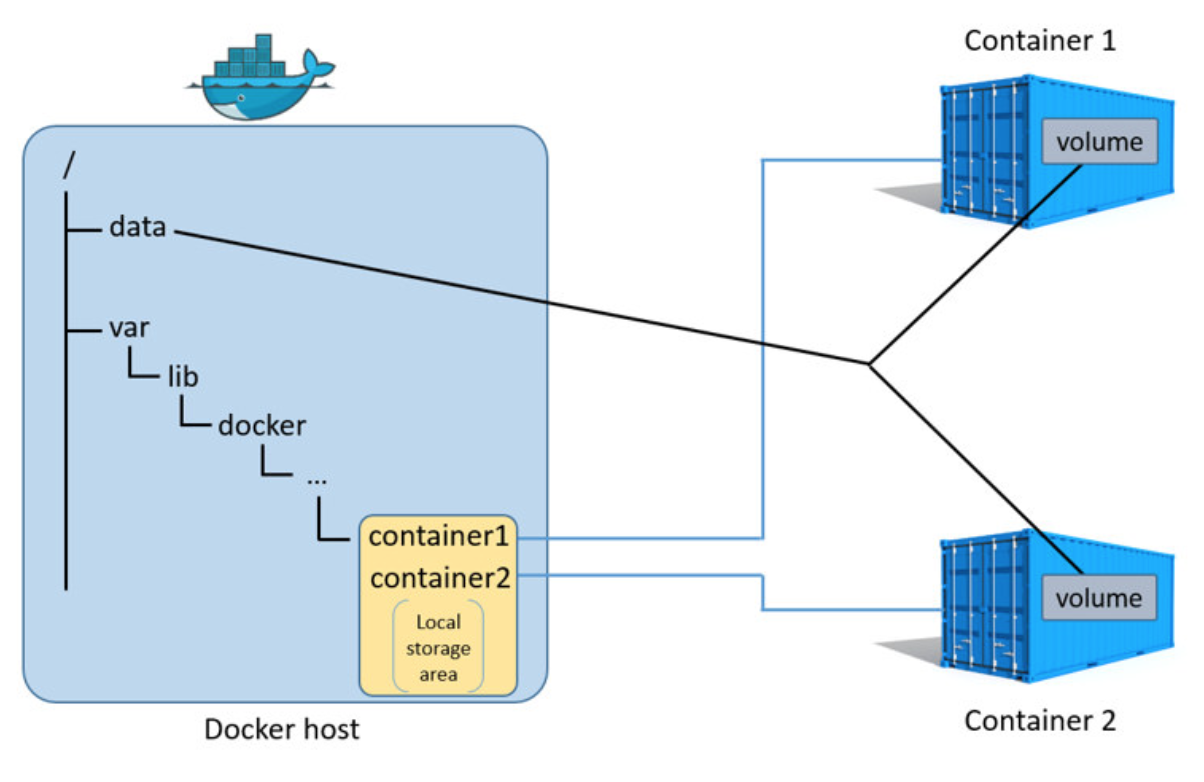 Container 1
volume
/
data
var
lib
docker
...
container1
container2
Local
storage
area
volume
Docker host
Container 2